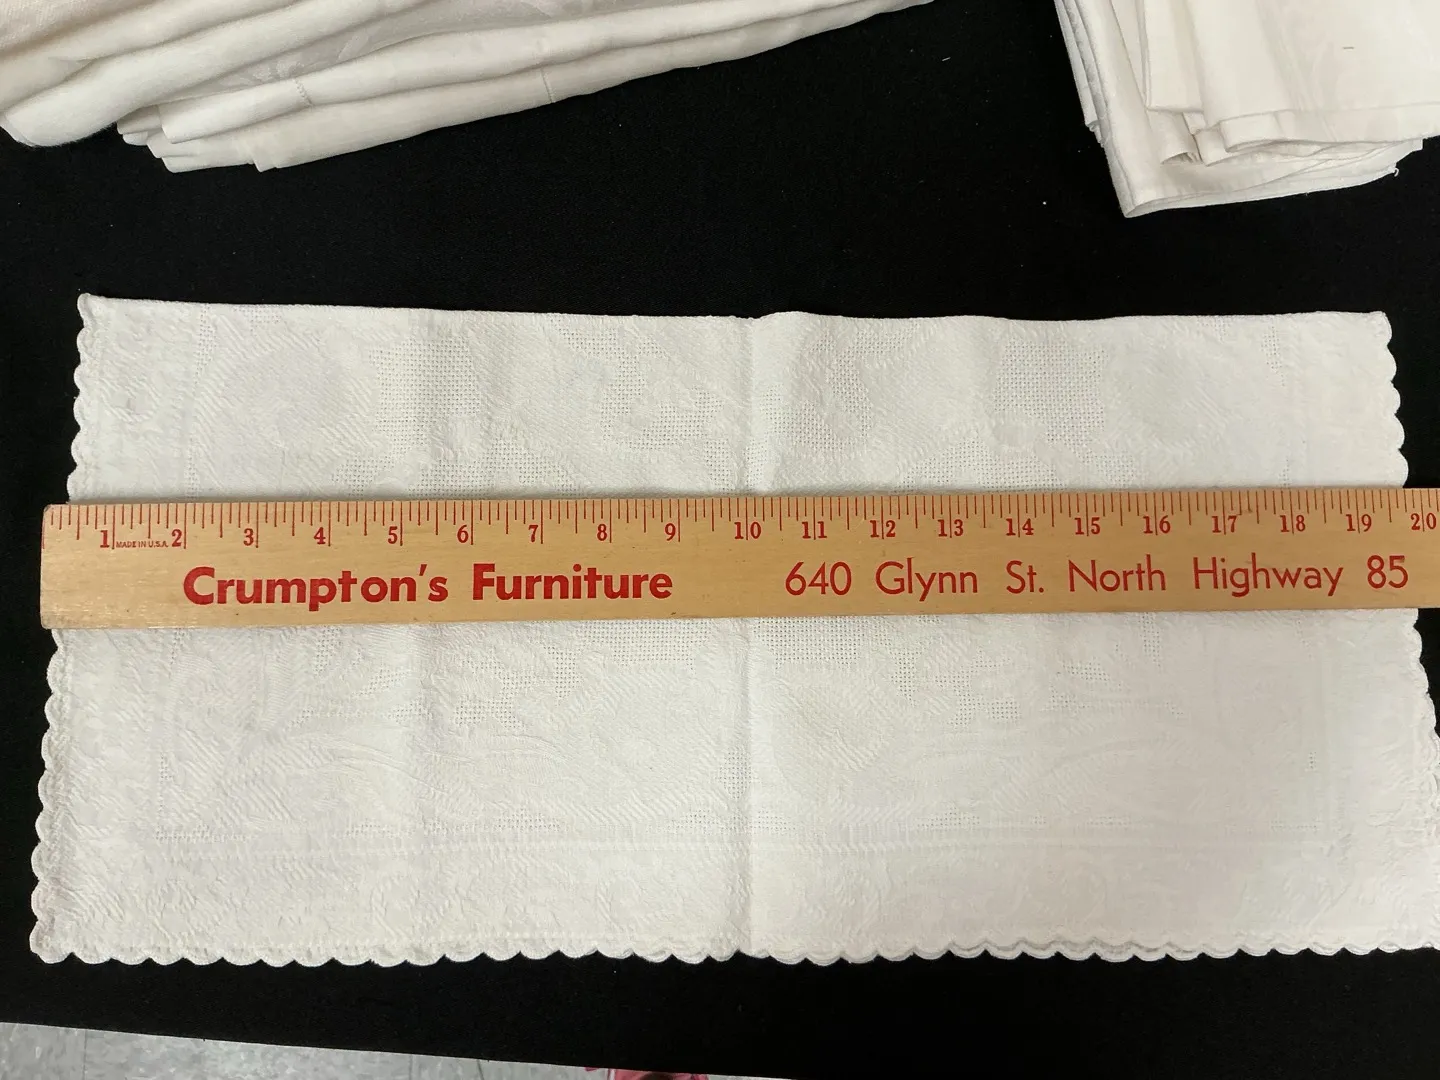 1 MADE IN U.S.A. 2 3 4 5 6 7 8 9 10 11 12 13 14 15 16 17 18 19 20
Crumpton's Furniture 640 Glynn St. North Highway 85